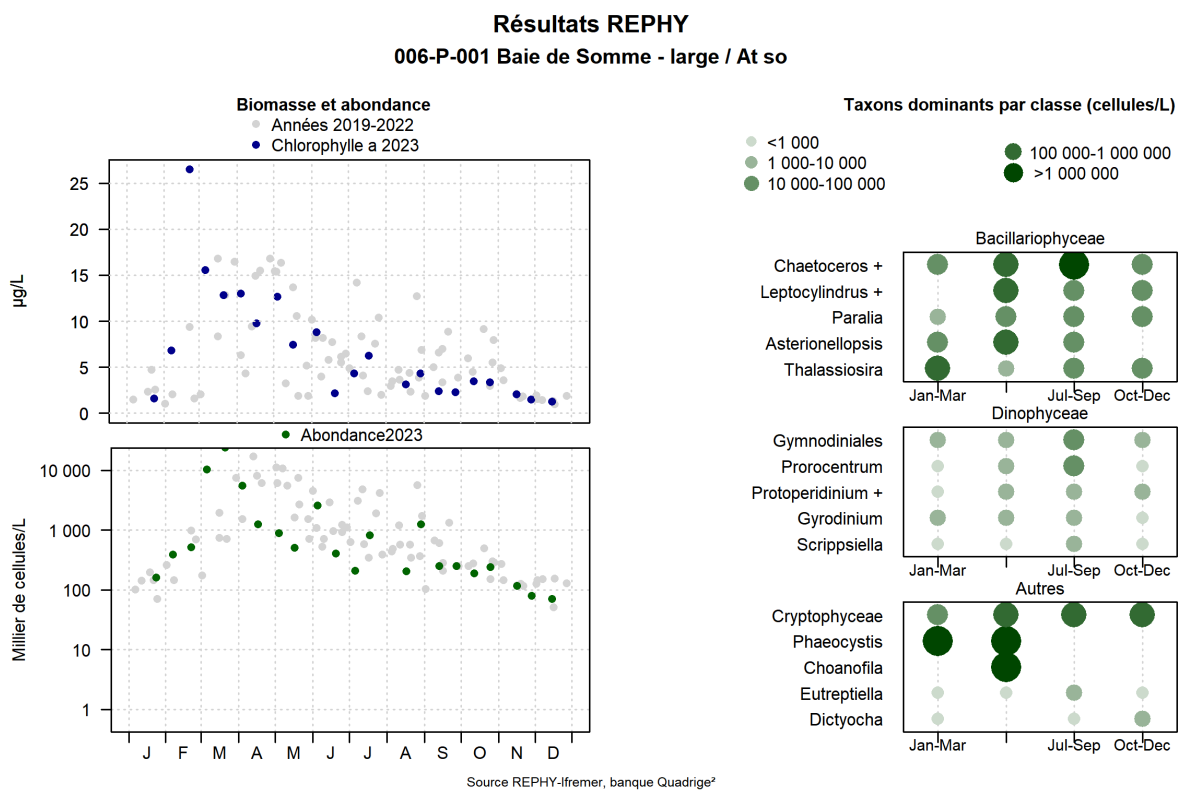 Résultats REPHY
006-P-001 Baie de Somme - large / At so
Biomasse et abondance
Années 2019-2022
Chlorophylle a 2023
µg/L
25
20
15
10
5
0
Abondance2023
Millier de cellules/L
10 000
1 000
100
10
1
J F M A M J J A S O N D
Taxons dominants par classe (cellules/L)
<1 000
1 000-10 000
10 000-100 000
100 000-1 000 000
>1 000 000
Bacillariophyceae
Chaetoceros +
Leptocylindrus +
Paralia
Asterionellopsis
Thalassiosira
Jan-Mar Jul-Sep Oct-Dec
Dinophyceae
Gymnodiniales
Prorocentrum
Protoperidinium +
Gyrodinium
Scrippsiella
Jan-Mar Jul-Sep Oct-Dec
Autres
Cryptophyceae
Phaeocystis
Choanofila
Eutreptiella
Dictyocha
Jan-Mar Jul-Sep Oct-Dec
Source REPHY-Ifremer, banque Quadrige²